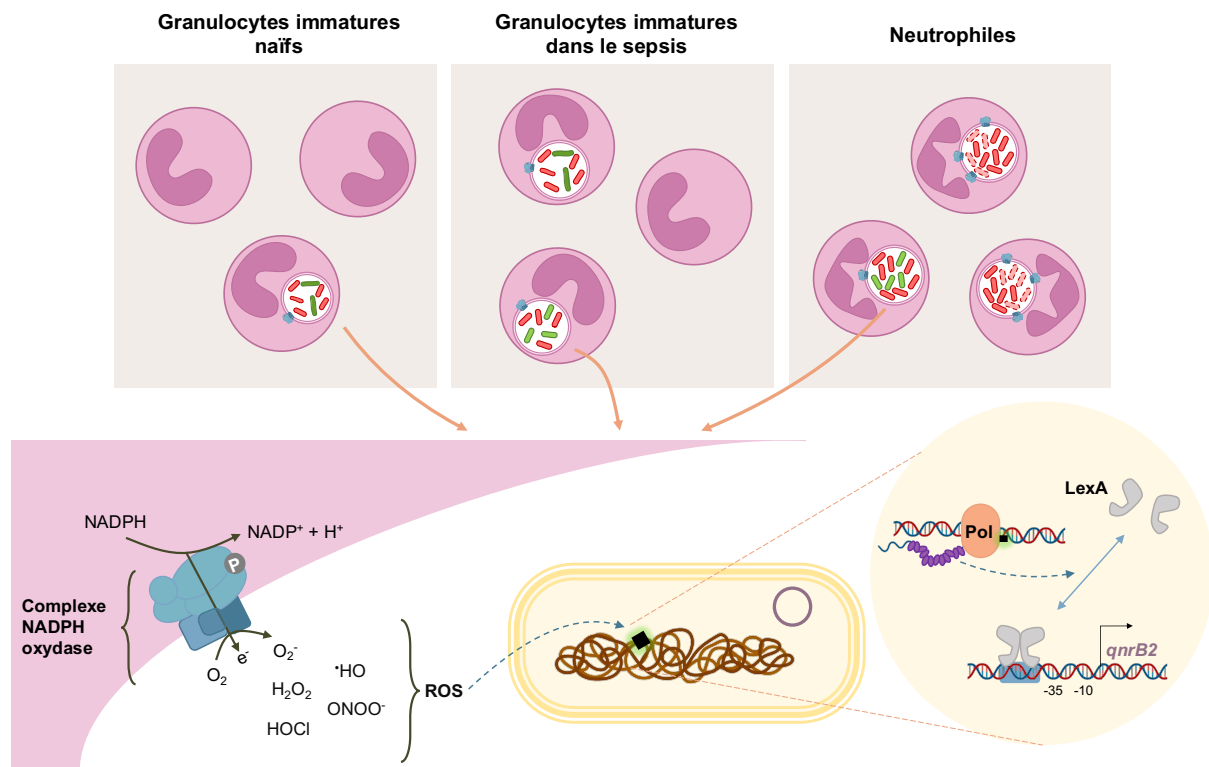 Granulocytes immatures
naïfs
Granulocytes immatures
dans le sepsis
Neutrophiles
NADPH
NADP⁺ + H⁺
P
Complexe
NADPH
oxydase
O₂
e⁻
O₂⁻
•HO
H₂O₂
ONOO⁻
HOCl
ROS
LexA
Pol
qnrB2
-35 -10